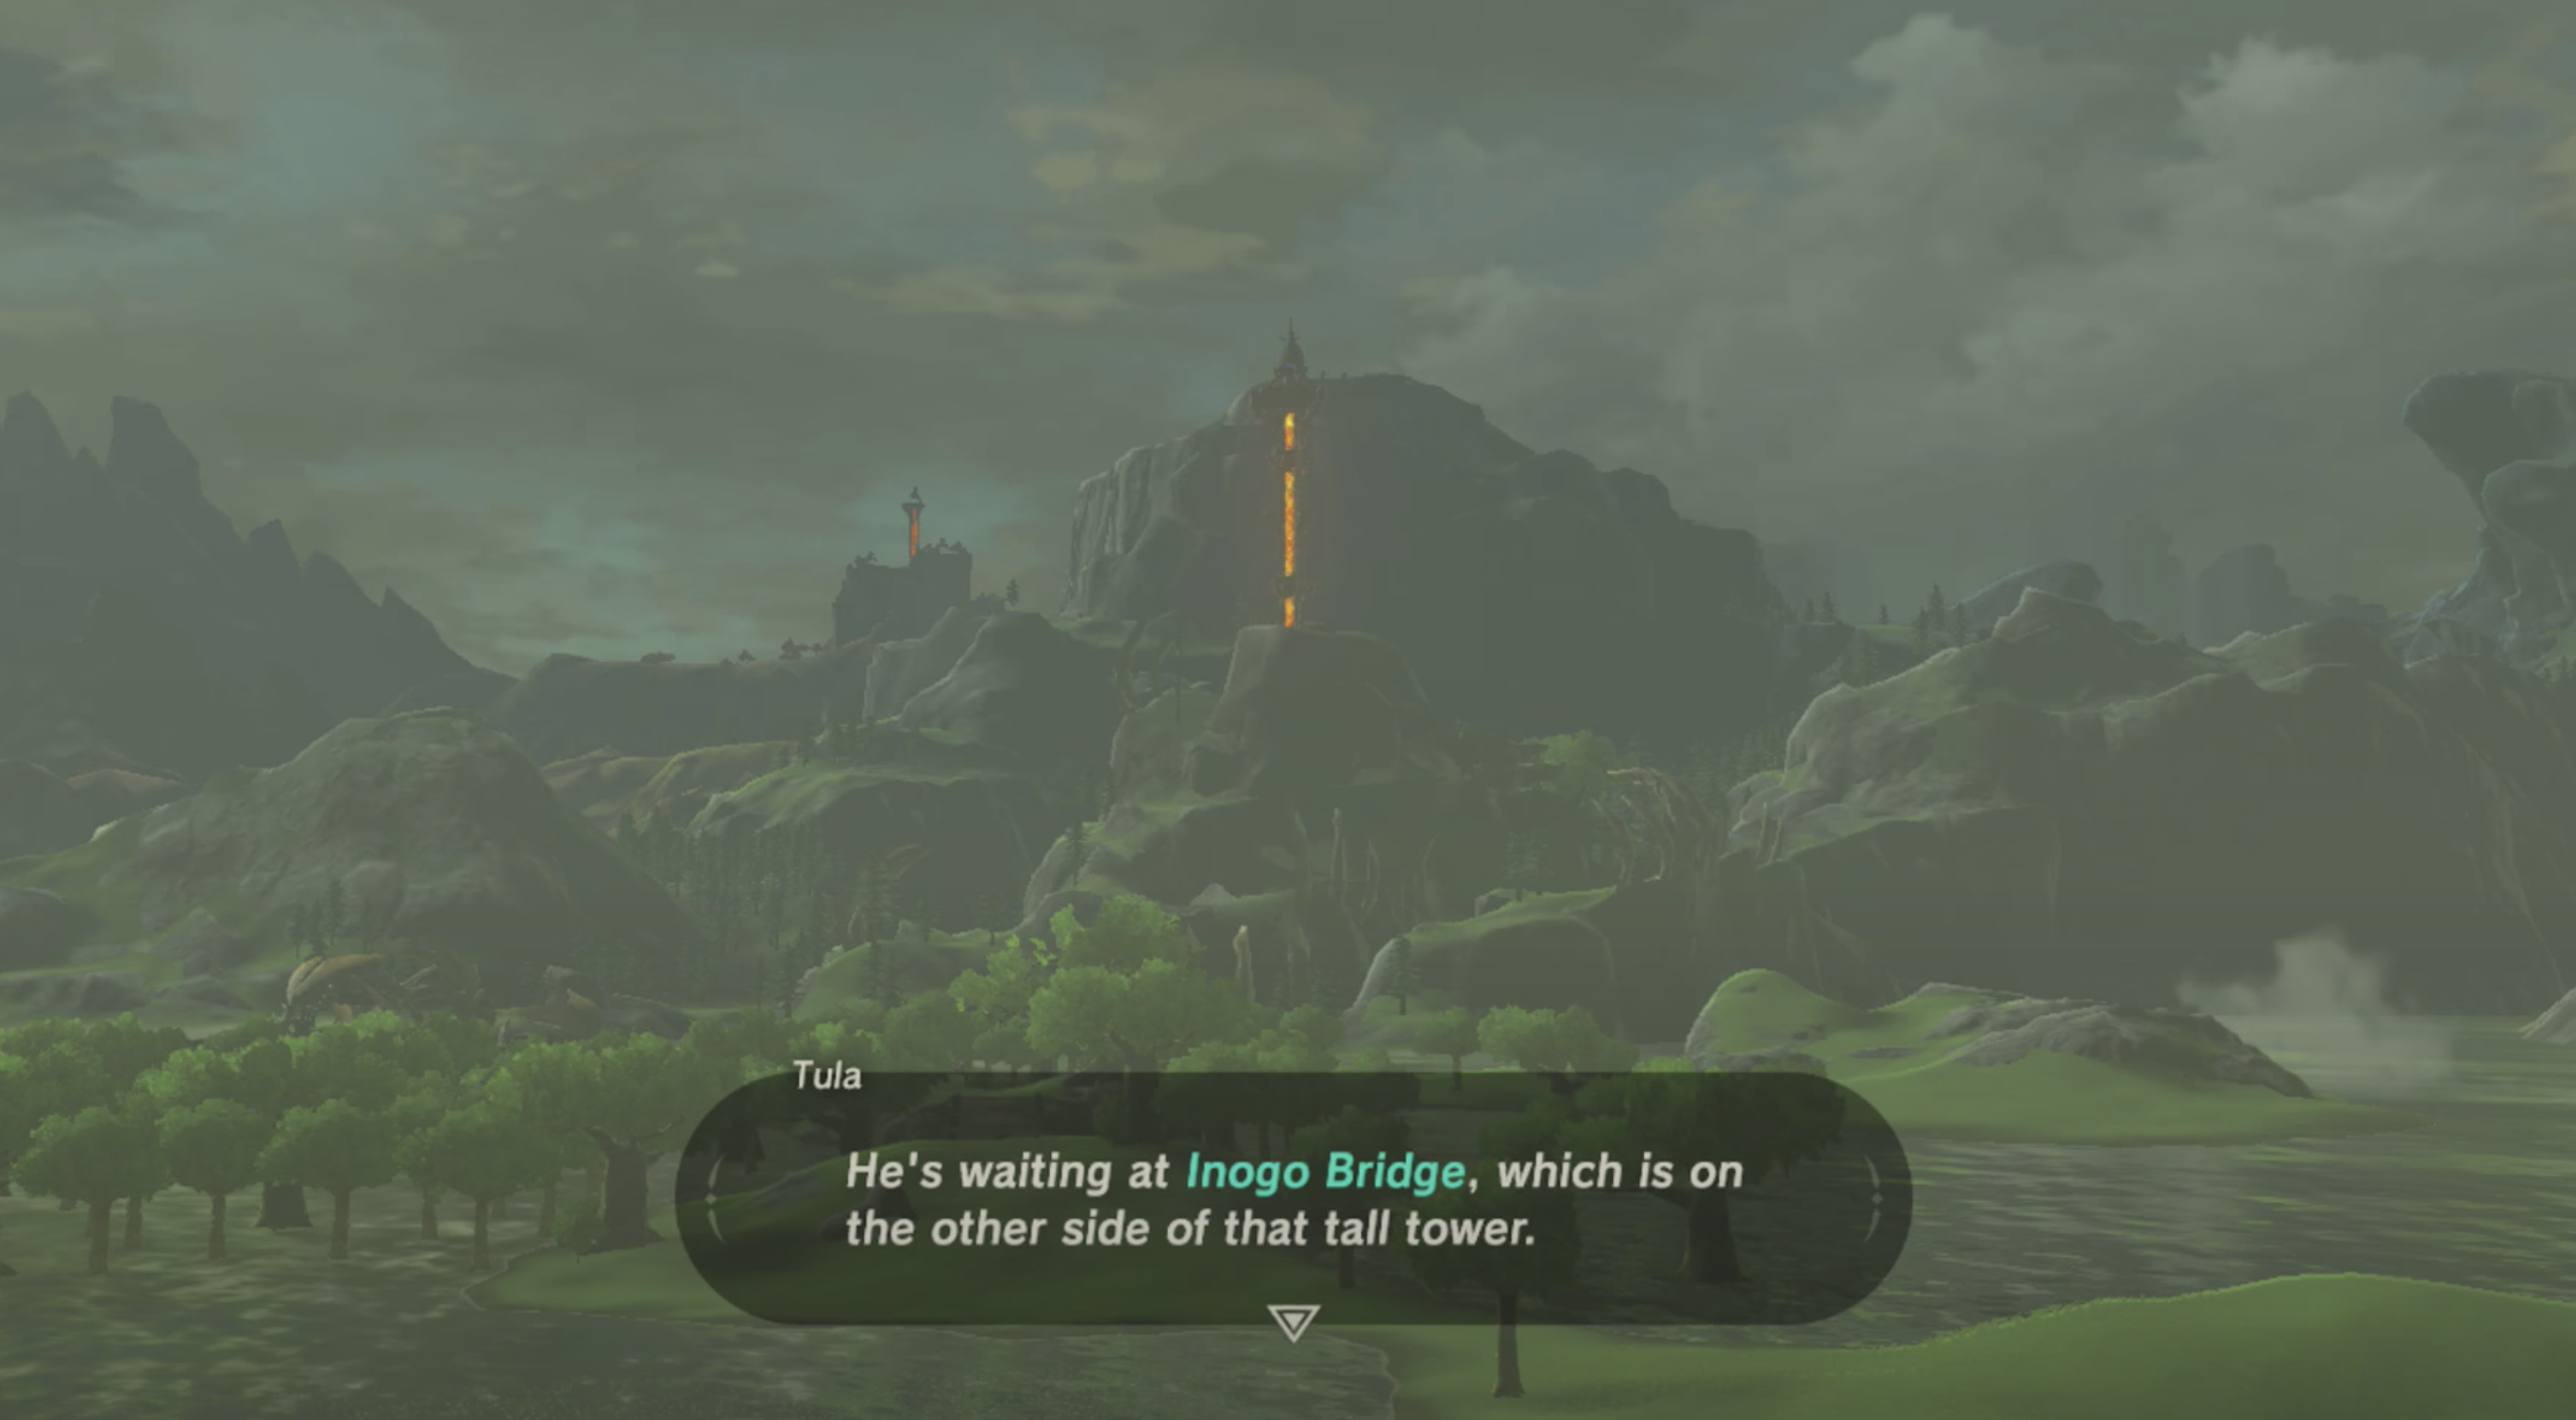 Tula
He's waiting at Inogo Bridge, which is on
the other side of that tall tower.